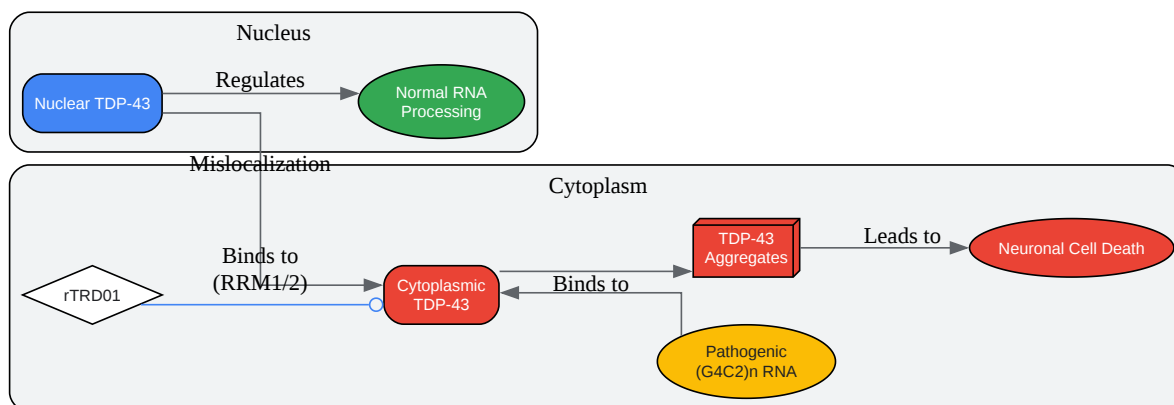 Nucleus
Regulates
Nuclear TDP-43
Normal RNA
Processing
Mislocalization
Cytoplasm
TDP-43
Aggregates
Leads to
Neuronal Cell Death
Binds to
(RRM1/2)
rTRD01
Cytoplasmic
TDP-43
Binds to
Pathogenic
(G4C2)n RNA